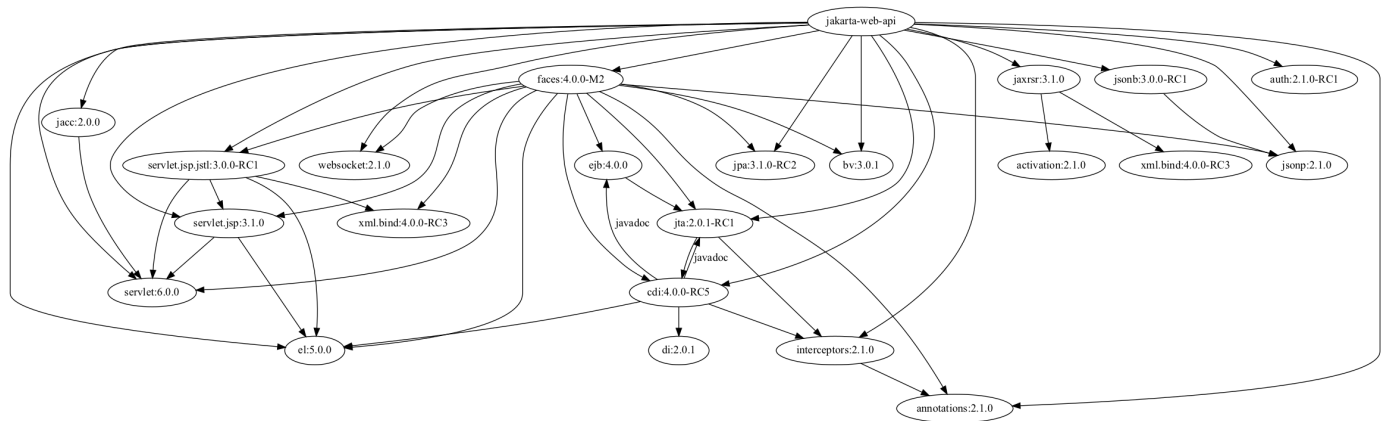 jakarta-web-api
faces:4.0.0-M2
jaxrsr:3.1.0
jsonb:3.0.0-RC1
auth:2.1.0-RC1
jacc:2.0.0
servlet.jsp.jstl:3.0.0-RC1
websocket:2.1.0
ejb:4.0.0
jpa:3.1.0-RC2
bv:3.0.1
activation:2.1.0
xml.bind:4.0.0-RC3
jsonp:2.1.0
servlet.jsp:3.1.0
xml.bind:4.0.0-RC3
javadoc
jta:2.0.1-RC1
javadoc
servlet:6.0.0
cdi:4.0.0-RC5
el:5.0.0
di:2.0.1
interceptors:2.1.0
annotations:2.1.0